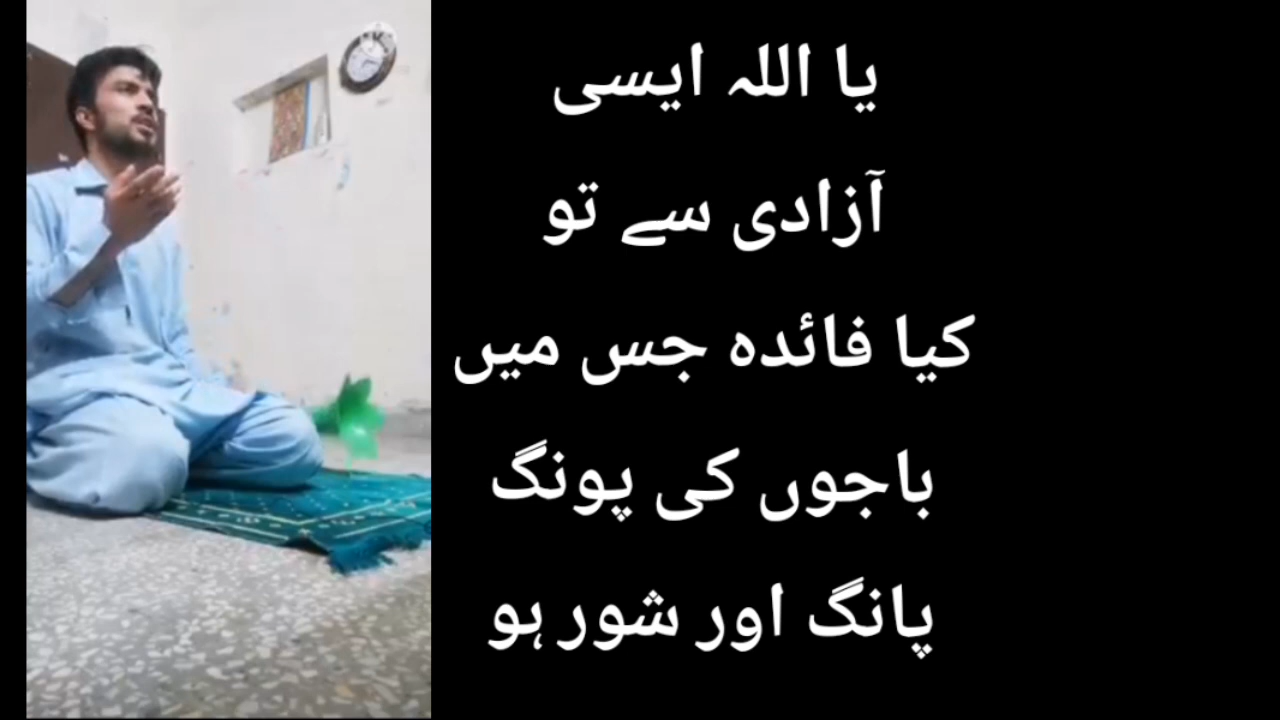 یا اللہ ایسی
آزادی سے تو
کیا فائدہ جس میں
باجوں کی پونگ
پانگ اور شور ہو